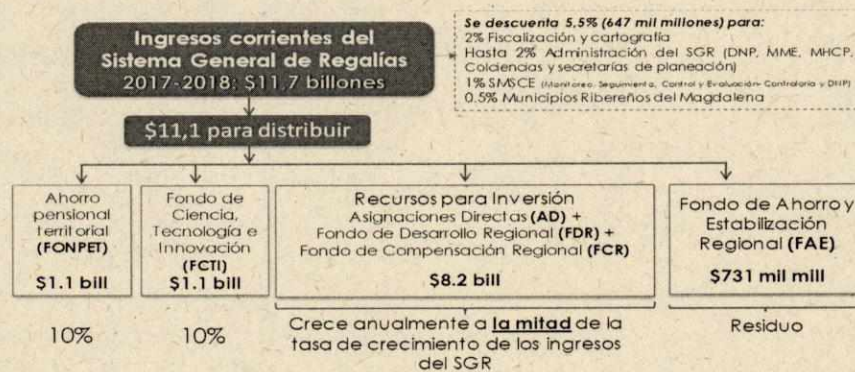 Ingresos corrientes del
Sistema General de Regalías
2017-2018: $11,7 billones
Se descuenta 5,5% (647 mil millones) para:
2% Fiscalización y cartografía
Hasta 2% Administración del SGR (DNP, MME, MHCP,
Colciencias y secretarías de planeación)
1% SMSCE (Monitoreo, Seguimiento, Control y Evaluación- Contraloría y DNP)
0.5% Municipios Ribereños del Magdalena
$11,1 para distribuir
Ahorro
pensional
territorial
(FONPET)
$1.1 bill
Fondo de
Ciencia,
Tecnología e
Innovación
(FCTI)
$1.1 bill
Recursos para Inversión
Asignaciones Directas (AD) +
Fondo de Desarrollo Regional (FDR) +
Fondo de Compensación Regional (FCR)
$8.2 bill
Fondo de Ahorro y
Estabilización
Regional (FAE)
$731 mil mill
10%
10%
Crece anualmente a la mitad de la
tasa de crecimiento de los ingresos
del SGR
Residuo